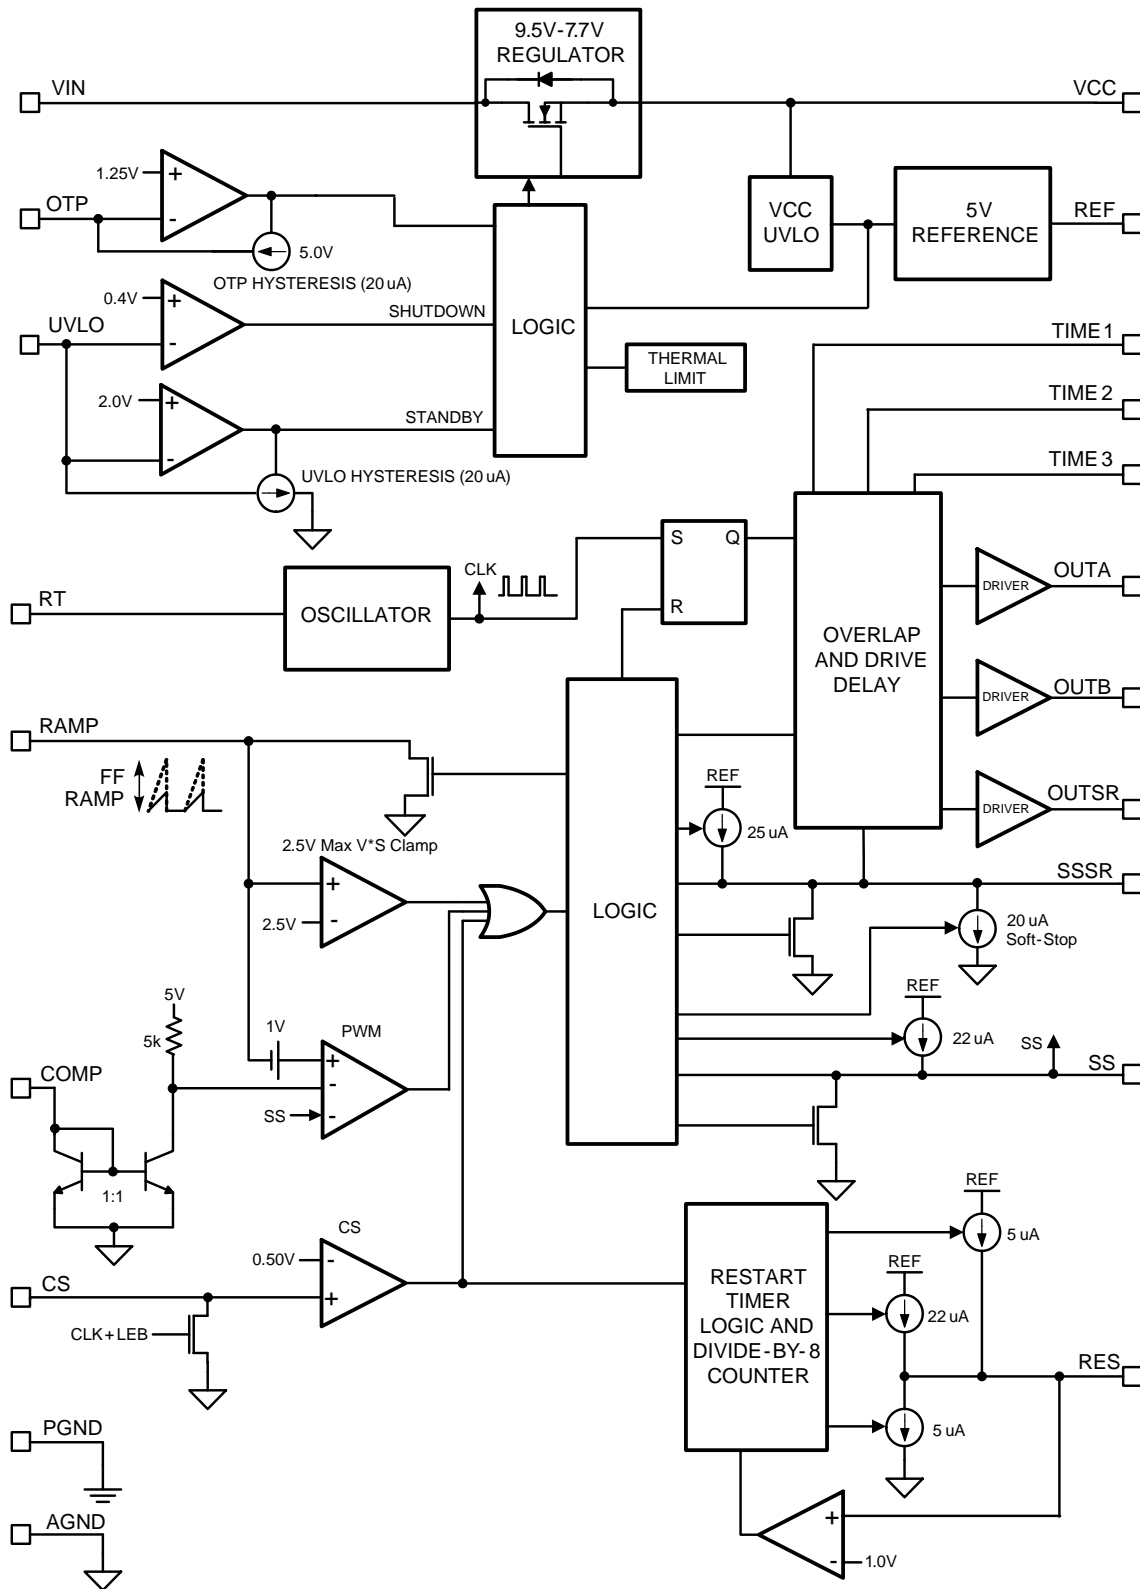 9.5V-7.7V
REGULATOR
VIN
VCC
1.25V
+
-
OTP
5.0V
OTP HYSTERESIS (20 uA)
VCC
UVLO
5V
REFERENCE
REF
0.4V
+
-
SHUTDOWN
UVLO
LOGIC
THERMAL
LIMIT
TIME 1
2.0V
+
-
STANDBY
TIME 2
UVLO HYSTERESIS (20 uA)
TIME 3
S
Q
R
CLK
RT
OSCILLATOR
OVERLAP
AND DRIVE
DELAY
DRIVER
OUTA
DRIVER
OUTB
RAMP
FF
RAMP
REF
25 uA
DRIVER
OUTSR
2.5V Max V*S Clamp
+
-
2.5V
LOGIC
SSSR
20 uA
Soft-Stop
5V
5k
1V
PWM
+
-
-
SS
REF
22 uA
SS
SS
COMP
1:1
CS
0.50V
-
+
CS
CLK+LEB
RESTART
TIMER
LOGIC AND
DIVIDE-BY-8
COUNTER
REF
5 uA
REF
22 uA
RES
5 uA
PGND
AGND
+
-
1.0V